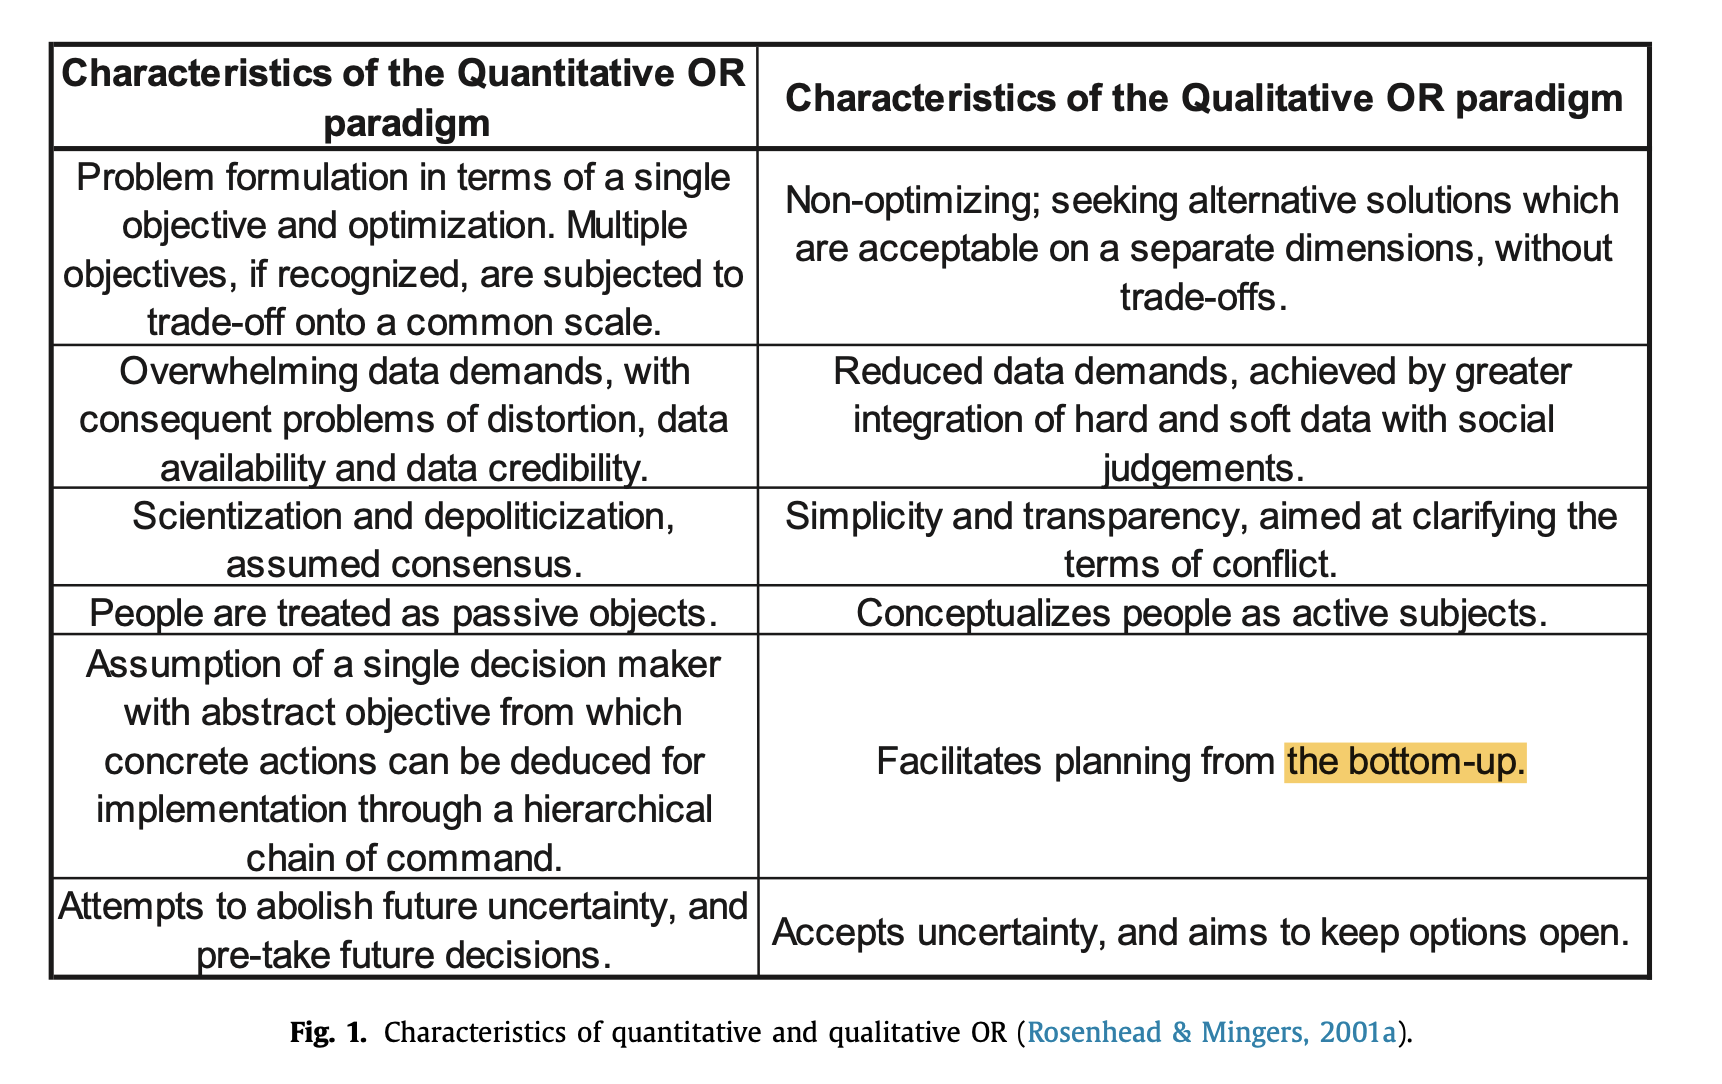 Characteristics of the Quantitative OR
paradigm
Characteristics of the Qualitative OR paradigm
Problem formulation in terms of a single
objective and optimization. Multiple
objectives, if recognized, are subjected to
trade-off onto a common scale.
Non-optimizing; seeking alternative solutions which
are acceptable on a separate dimensions, without
trade-offs.
Overwhelming data demands, with
consequent problems of distortion, data
availability and data credibility.
Reduced data demands, achieved by greater
integration of hard and soft data with social
judgements.
Scientization and depoliticization,
assumed consensus.
Simplicity and transparency, aimed at clarifying the
terms of conflict.
People are treated as passive objects.
Conceptualizes people as active subjects.
Assumption of a single decision maker
with abstract objective from which
concrete actions can be deduced for
implementation through a hierarchical
chain of command.
Facilitates planning from the bottom-up.
Attempts to abolish future uncertainty, and
pre-take future decisions.
Accepts uncertainty, and aims to keep options open.
Fig. 1. Characteristics of quantitative and qualitative OR (Rosenhead & Mingers, 2001a).